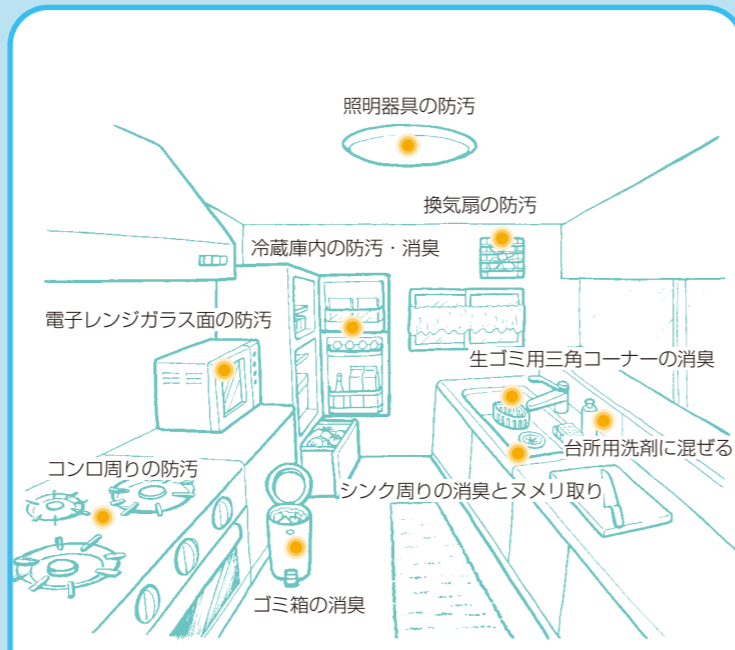 照明器具の防汚
換気扇の防汚
冷蔵庫内の防汚・消臭
電子レンジガラス面の防汚
生ゴミ用三角コーナーの消臭
台所用洗剤に混ぜる
コンロ周りの防汚
シンク周りの消臭とヌメリ取り
ゴミ箱の消臭